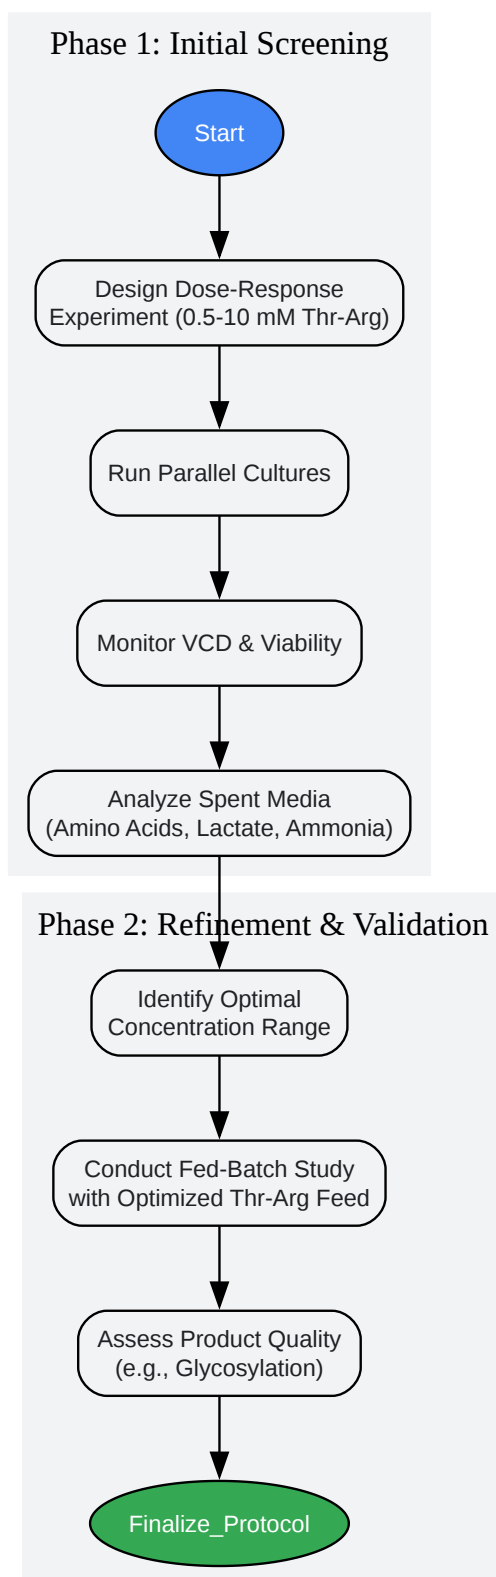 Phase 1: Initial Screening
Start
Design Dose-Response
Experiment (0.5-10 mM Thr-Arg)
Run Parallel Cultures
Monitor VCD & Viability
Analyze Spent Media
(Amino Acids, Lactate, Ammonia)
Phase 2: Refinement & Validation
Identify Optimal
Concentration Range
Conduct Fed-Batch Study
with Optimized Thr-Arg Feed
Assess Product Quality
(e.g., Glycosylation)
Finalize_Protocol